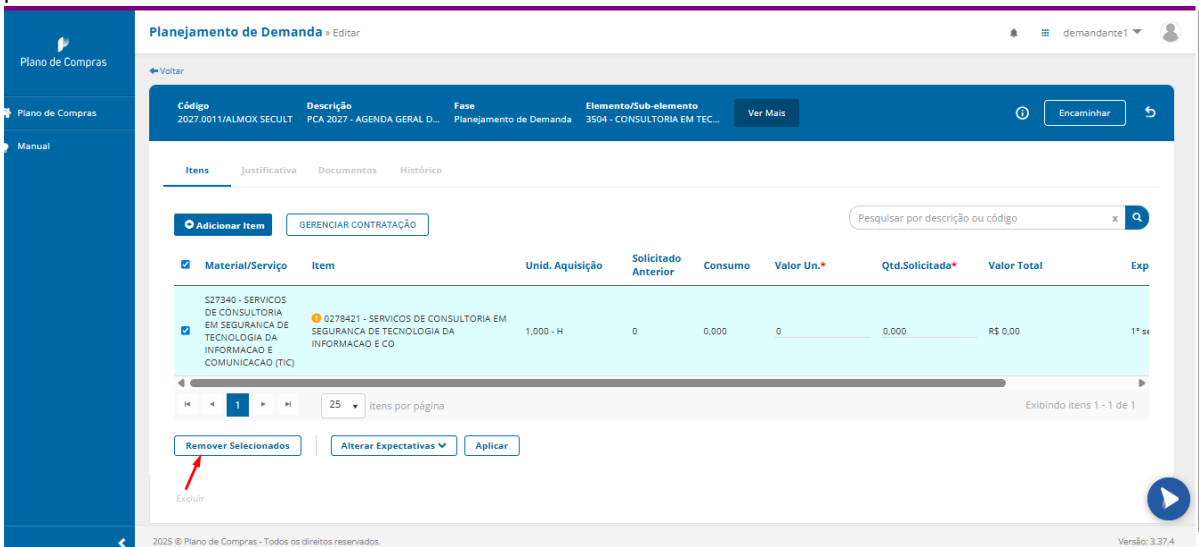 Plano de Compras
Plano de Compras
Manual
Planejamento de Demanda » Editar
demandante1
Voltar
Código Descrição Fase Elemento/Sub-elemento
2027.0011/ALMOX SECULT PCA 2027 - AGENDA GERAL D... Planejamento de Demanda 3504 - CONSULTORIA EM TEC...
Ver Mais
Encaminhar
Itens Justificativa Documentos Histórico
Adicionar Item GERENCIAR CONTRATAÇÃO
Pesquisar por descrição ou código x
Material/Serviço Item Unid. Aquisição Solicitado Anterior Consumo Valor Un.* Qtd.Solicitada* Valor Total Exp
S27340 - SERVICOS
DE CONSULTORIA
EM SEGURANCA DE
TECNOLOGIA DA
INFORMACAO E
COMUNICACAO (TIC)
0278421 - SERVICOS DE CONSULTORIA EM
SEGURANCA DE TECNOLOGIA DA
INFORMACAO E CO
1,000 - H 0 0,000 0 0,000 R$ 0,00 1° se
1 25 itens por página Exibindo itens 1 - 1 de 1
Remover Selecionados Alterar Expectativas Aplicar
Excluir
2025 © Plano de Compras - Todos os direitos reservados. Versão: 3.37.4